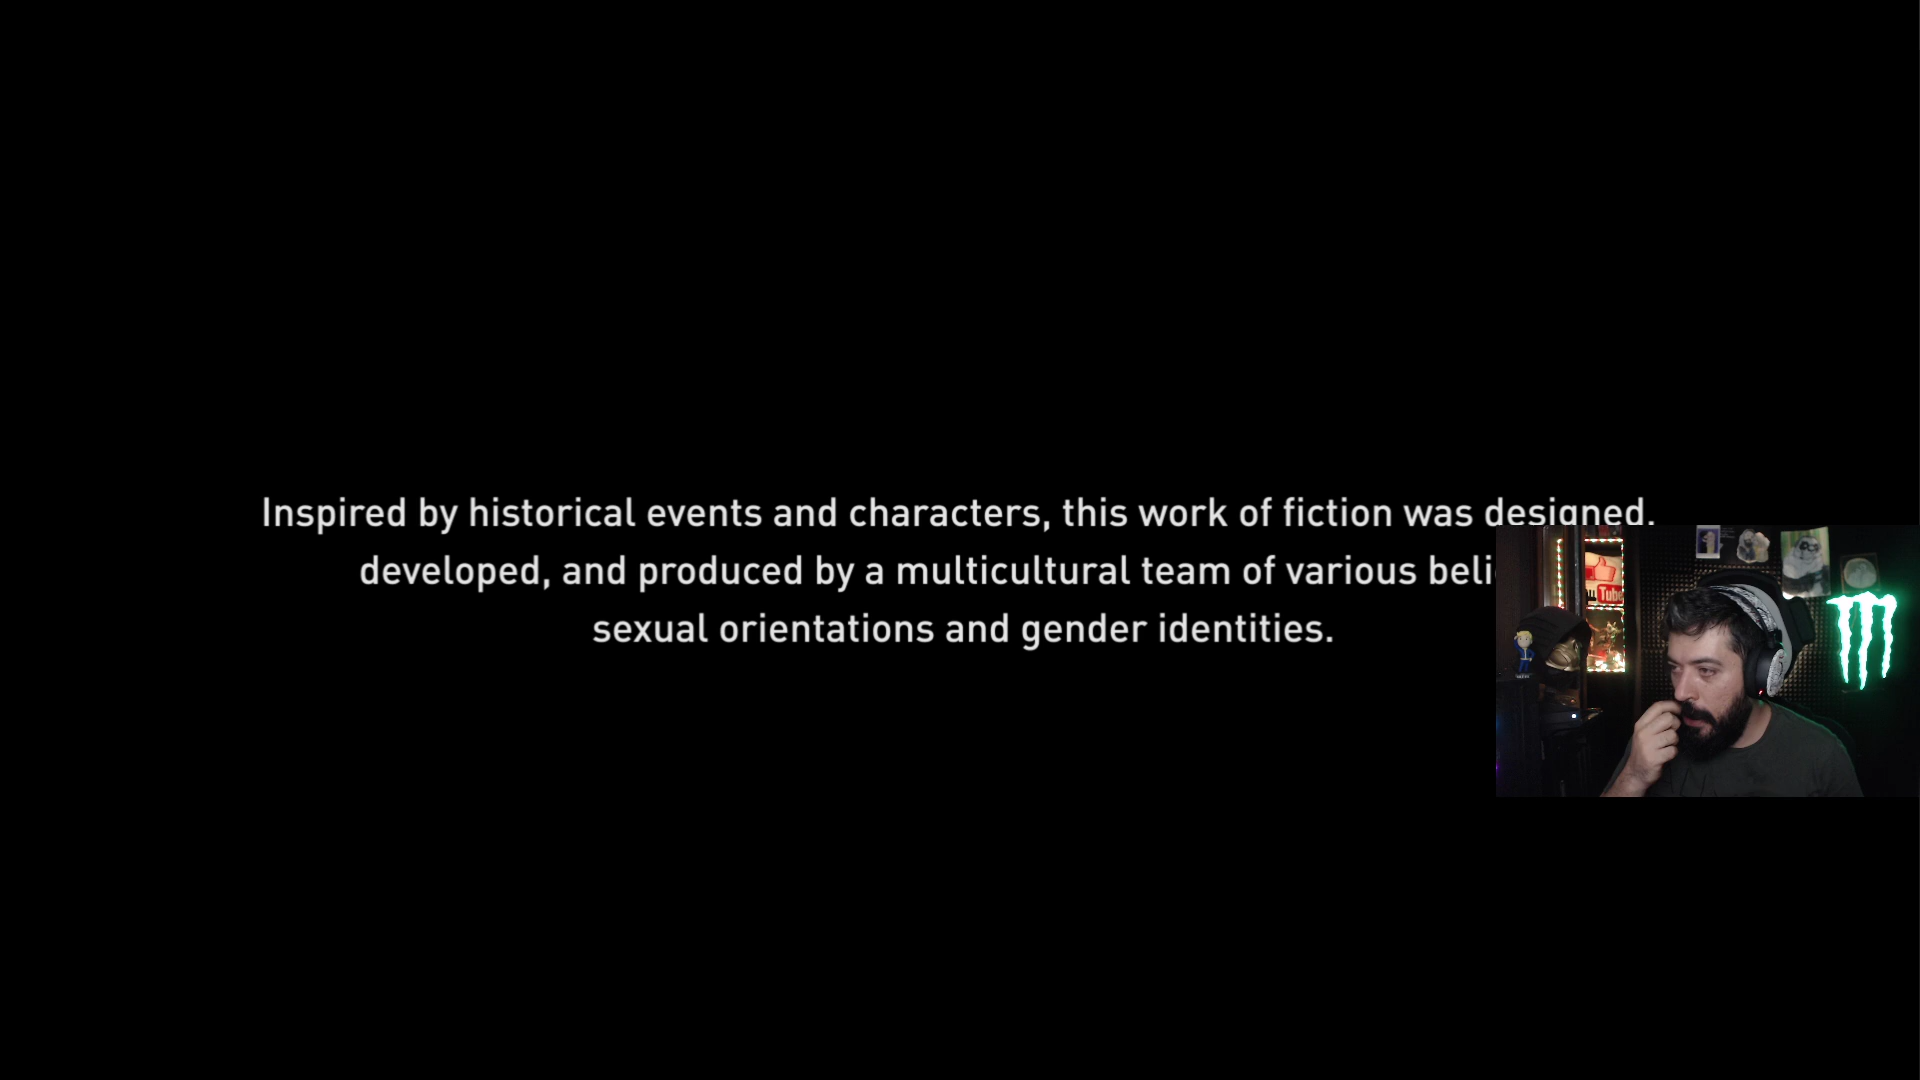 Inspired by historical events and characters, this work of fiction was designed,
developed, and produced by a multicultural team of various
sexual orientations and gender identities.
Tube